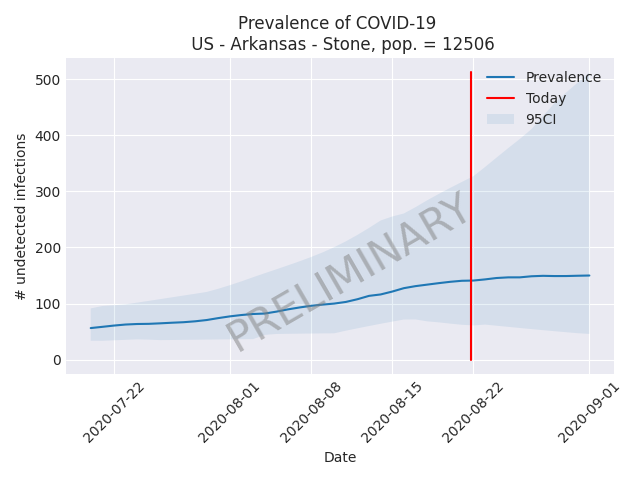 Prevalence of COVID-19
US - Arkansas - Stone, pop. = 12506
500
400
300
200
100
0
# undetected infections
Prevalence
Today
95CI
PRELIMINARY
2020-07-22
2020-08-01
2020-08-08
2020-08-15
2020-08-22
2020-09-01
Date